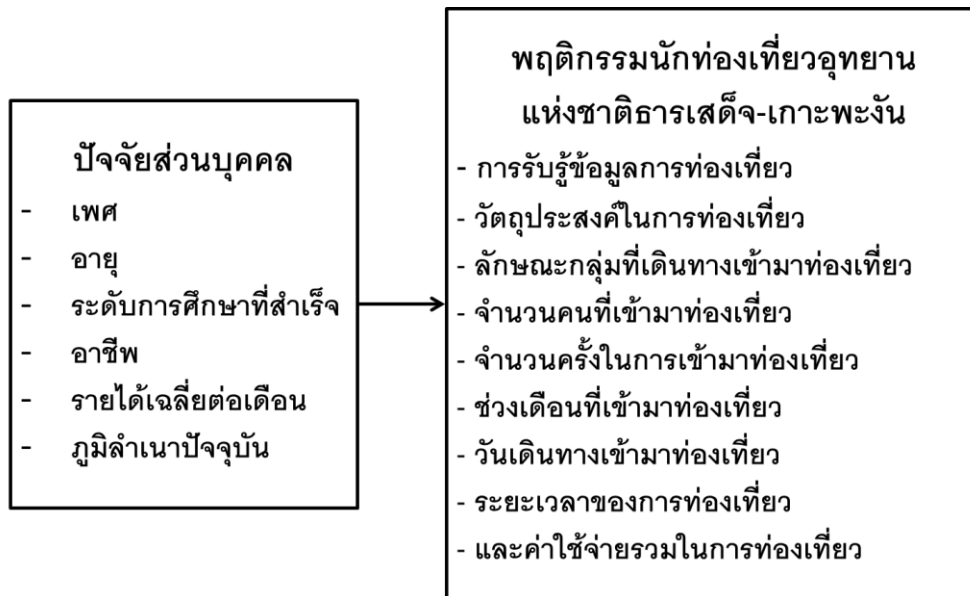 ปัจจัยส่วนบุคคล
- เพศ
- อายุ
- ระดับการศึกษาที่สำเร็จ
- อาชีพ
- รายได้เฉลี่ยต่อเดือน
- ภูมิลำเนาปัจจุบัน
พฤติกรรมนักท่องเที่ยวอุทยาน
แห่งชาติธารเสด็จ-เกาะพะงัน
- การรับรู้ข้อมูลการท่องเที่ยว
- วัตถุประสงค์ในการท่องเที่ยว
- ลักษณะกลุ่มที่เดินทางเข้ามาท่องเที่ยว
- จำนวนคนที่เข้ามาท่องเที่ยว
- จำนวนครั้งในการเข้ามาท่องเที่ยว
- ช่วงเดือนที่เข้ามาท่องเที่ยว
- วันเดินทางเข้ามาท่องเที่ยว
- ระยะเวลาของการท่องเที่ยว
- และค่าใช้จ่ายรวมในการท่องเที่ยว